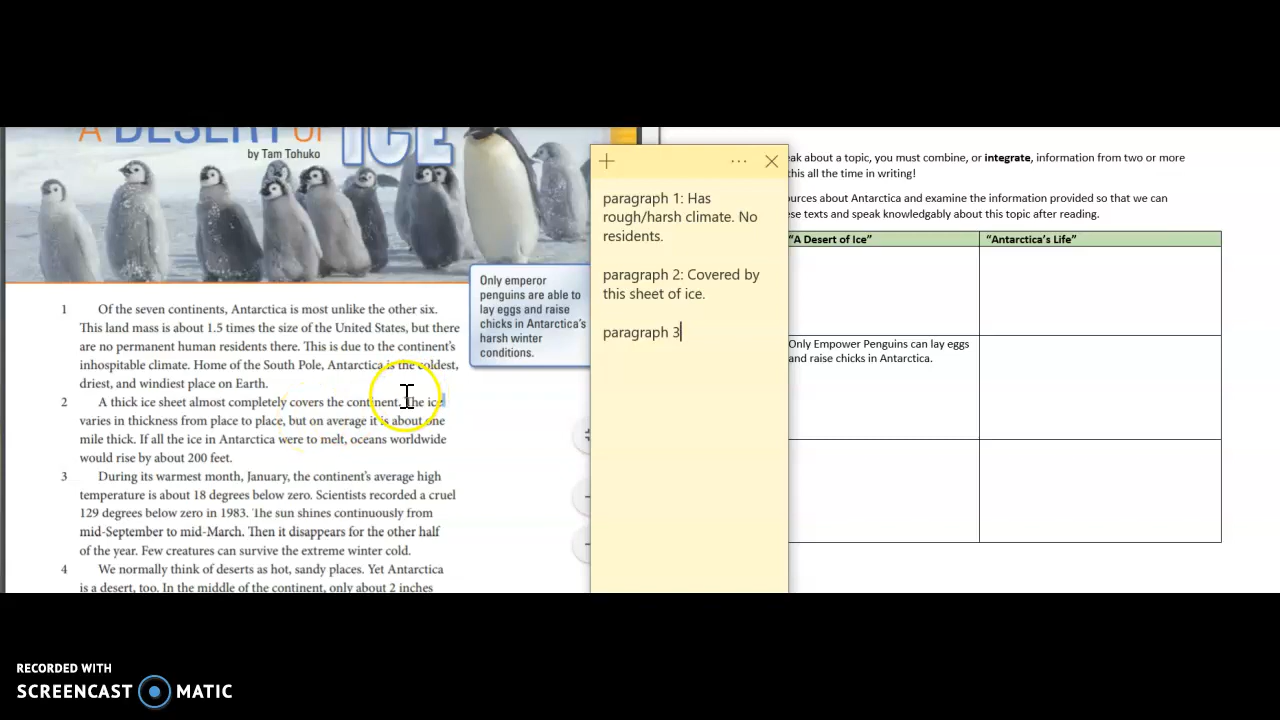 A DESERT OF
ICE
by Tam Tohuko
Only emperor
penguins are able to
lay eggs and raise
chicks in Antarctica's
harsh winter
conditions.
1 Of the seven continents, Antarctica is most unlike the other six.
This land mass is about 1.5 times the size of the United States, but there
are no permanent human residents there. This is due to the continent's
inhospitable climate. Home of the South Pole, Antarctica is the coldest,
driest, and windiest place on Earth.
2 A thick ice sheet almost completely covers the continent. The ice
varies in thickness from place to place, but on average it is about one
mile thick. If all the ice in Antarctica were to melt, oceans worldwide
would rise by about 200 feet.
3 During its warmest month, January, the continent's average high
temperature is about 18 degrees below zero. Scientists recorded a cruel
129 degrees below zero in 1983. The sun shines continuously from
mid-September to mid-March. Then it disappears for the other half
of the year. Few creatures can survive the extreme winter cold.
4 We normally think of deserts as hot, sandy places. Yet Antarctica
is a desert, too. In the middle of the continent, only about 2 inches
+ ··· ×
paragraph 1: Has
rough/harsh climate. No
residents.
paragraph 2: Covered by
this sheet of ice.
paragraph 3
eak about a topic, you must combine, or integrate, information from two or more
this all the time in writing!
ources about Antarctica and examine the information provided so that we can
ese texts and speak knowledgably about this topic after reading.
"A Desert of Ice" "Antarctica's Life"
Only Empower Penguins can lay eggs
and raise chicks in Antarctica.
RECORDED WITH
SCREENCAST MATIC